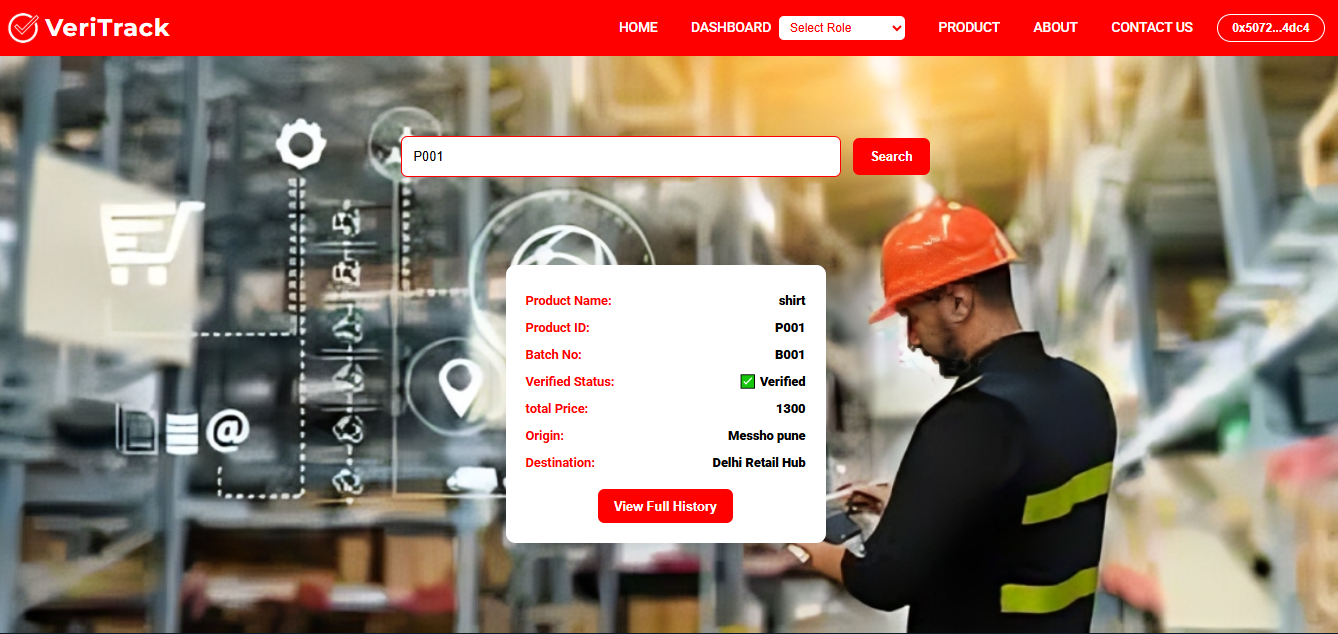 VeriTrack HOME DASHBOARD Select Role PRODUCT ABOUT CONTACT US 0x5072...4dc4
P001 Search
Product Name: shirt
Product ID: P001
Batch No: B001
Verified Status: ✅ Verified
total Price: 1300
Origin: Messho pune
Destination: Delhi Retail Hub
@
View Full History